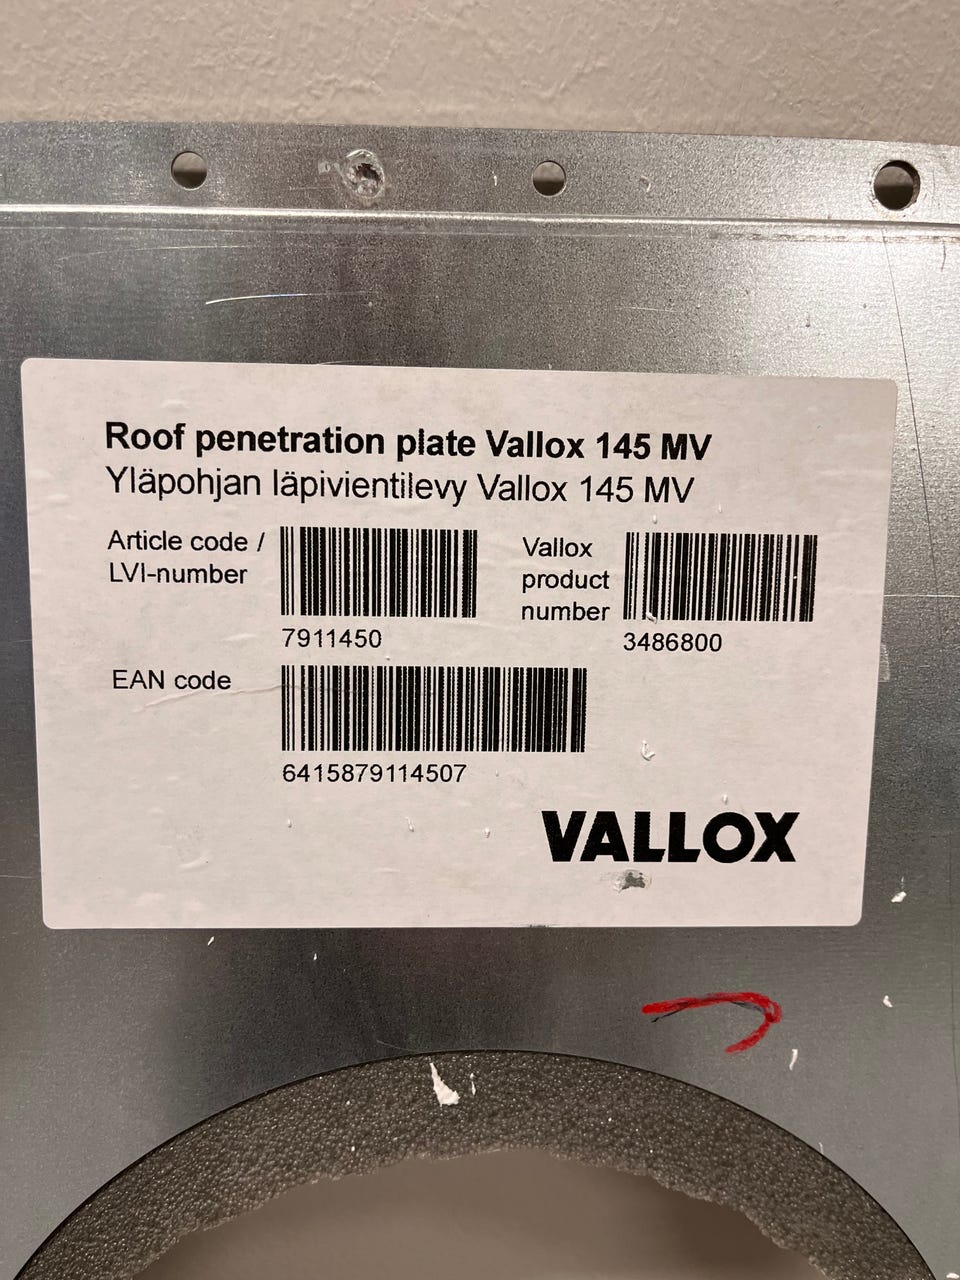 Roof penetration plate Vallox 145 MV
Yläpohjan läpivientilevy Vallox 145 MV
Article code /
LVI-number
7911450
Vallox
product
number
3486800
EAN code
6415879114507
VALLOX